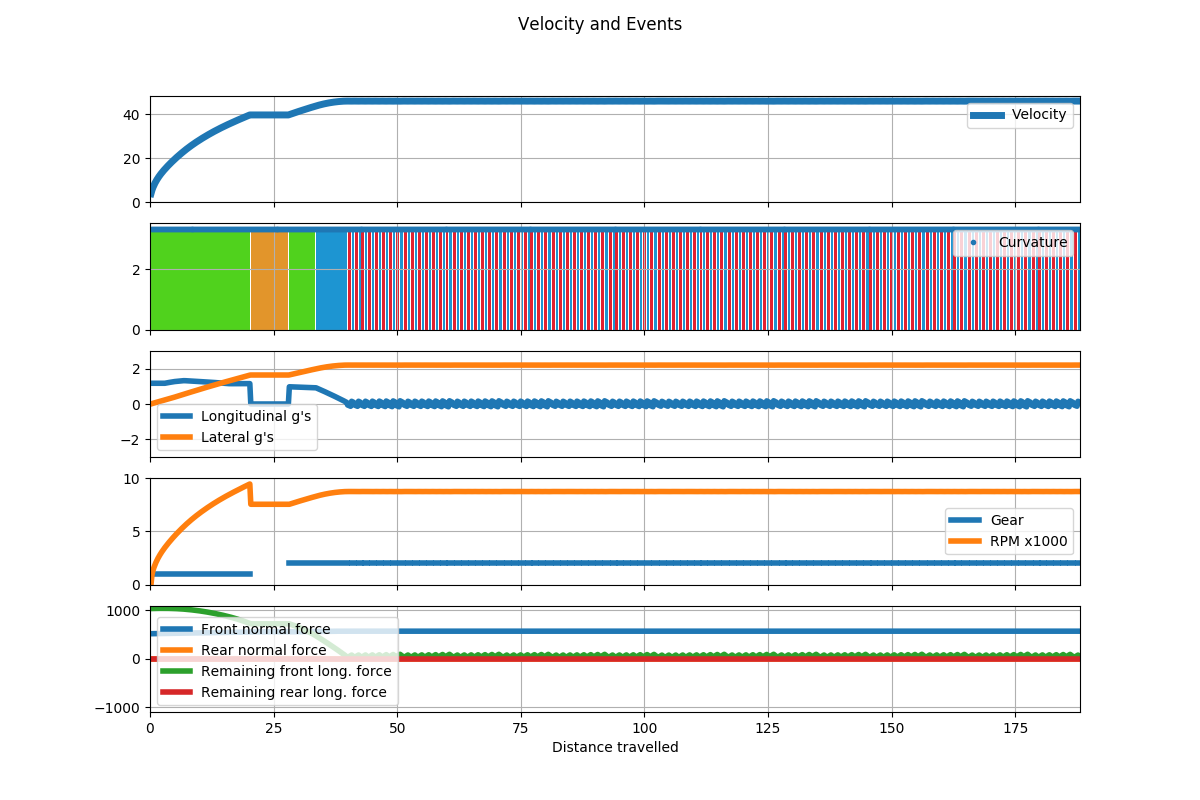 Velocity and Events
40
20
0
Velocity
2
0
Curvature
2
0
−2
Longitudinal g's
Lateral g's
10
5
0
Gear
RPM x1000
1000
0
−1000
Front normal force
Rear normal force
Remaining front long. force
Remaining rear long. force
0 25 50 75 100 125 150 175
Distance travelled